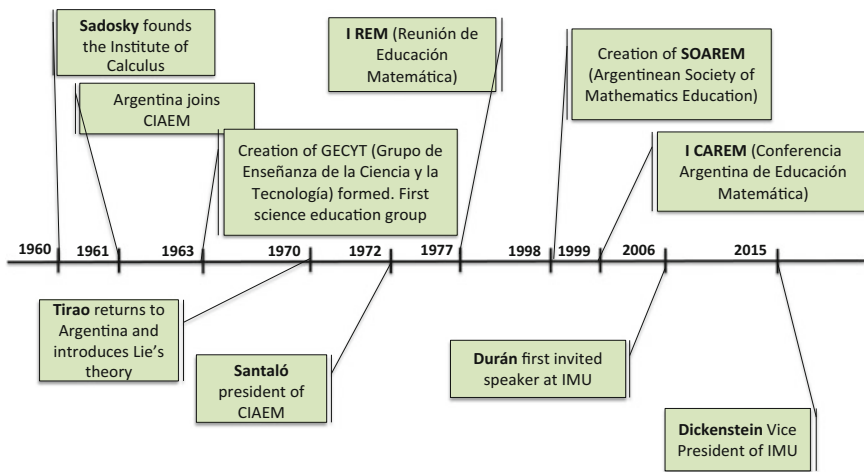 Sadosky founds
the Institute of
Calculus
Argentina joins
CIAEM
Creation of GECYT (Grupo de
Enseñanza de la Ciencia y la
Tecnología) formed. First
science education group
I REM (Reunión de
Educación
Matemática)
Creation of SOAREM
(Argentinean Society of
Mathematics Education)
I CAREM (Conferencia
Argentina de Educación
Matemática)
1960 1961 1963 1970 1972 1977 1998 1999 2006 2015
Tirao returns to
Argentina and
introduces Lie's
theory
Santaló
president of
CIAEM
Durán first invited
speaker at IMU
Dickenstein Vice
President of IMU